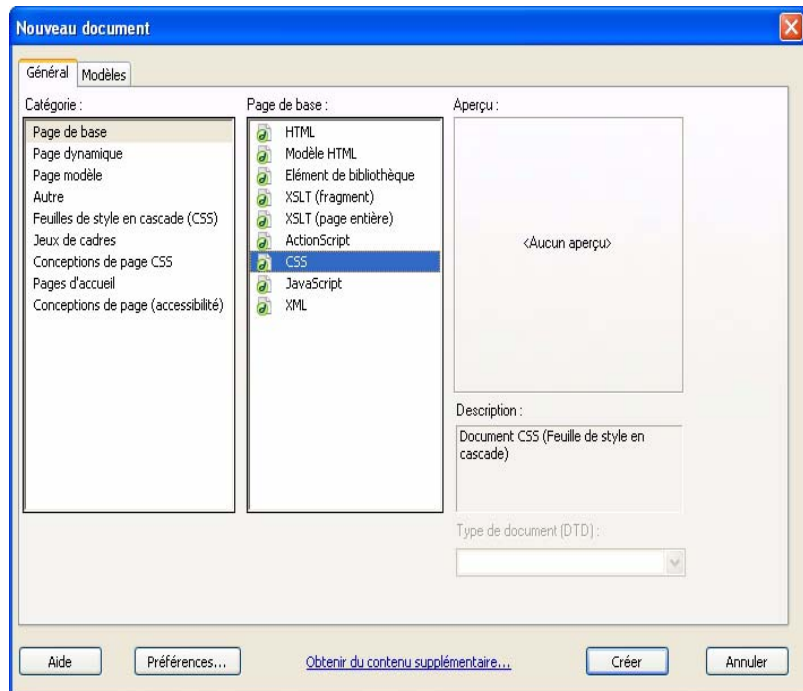 Nouveau document
Général
Modèles
Catégorie :
Page de base
Page dynamique
Page modèle
Autre
Feuilles de style en cascade (CSS)
Jeux de cadres
Conceptions de page CSS
Pages d'accueil
Conceptions de page (accessibilité)
Page de base :
HTML
Modèle HTML
Elément de bibliothèque
XSLT (fragment)
XSLT (page entière)
ActionScript
CSS
JavaScript
XML
Aperçu :
<Aucun aperçu>
Description :
Document CSS (Feuille de style en
cascade)
Type de document (DTD) :
Aide
Préférences...
Obtenir du contenu supplémentaire...
Créer
Annuler